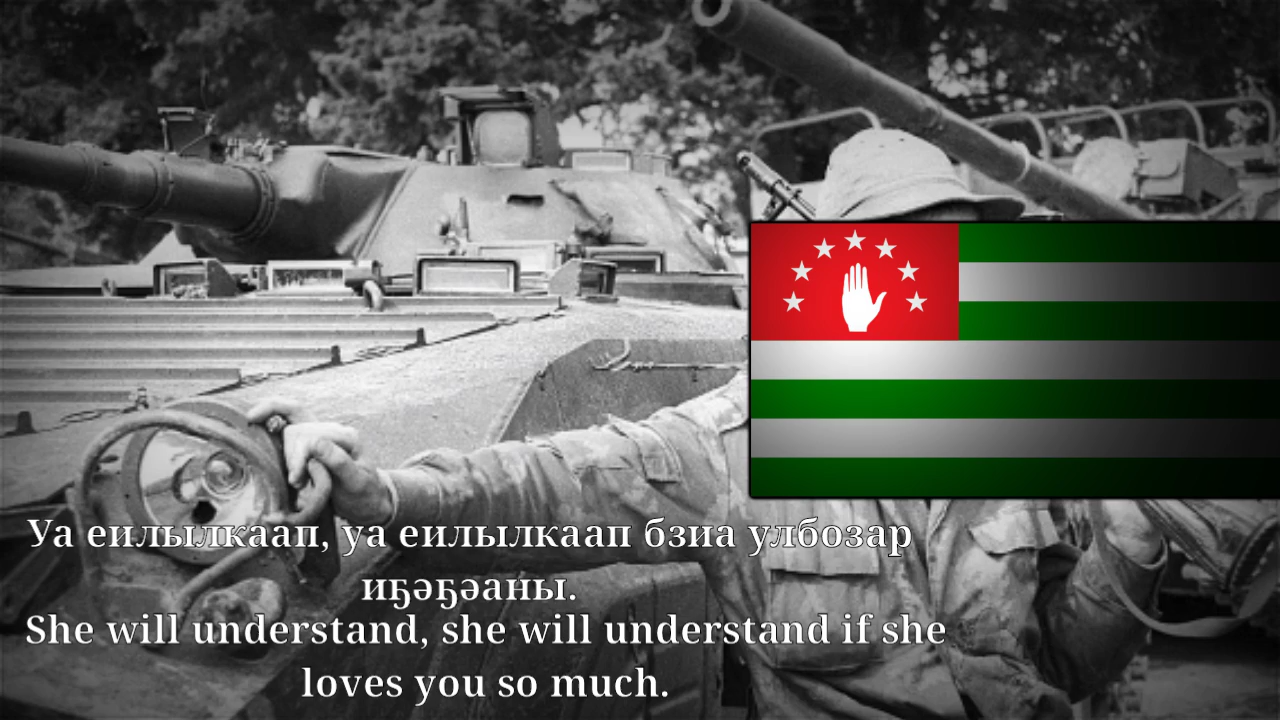 Уа еилылкаап, уа еилылкаап бзиа улбозар
иҕәҕәаны.
She will understand, she will understand if she
loves you so much.